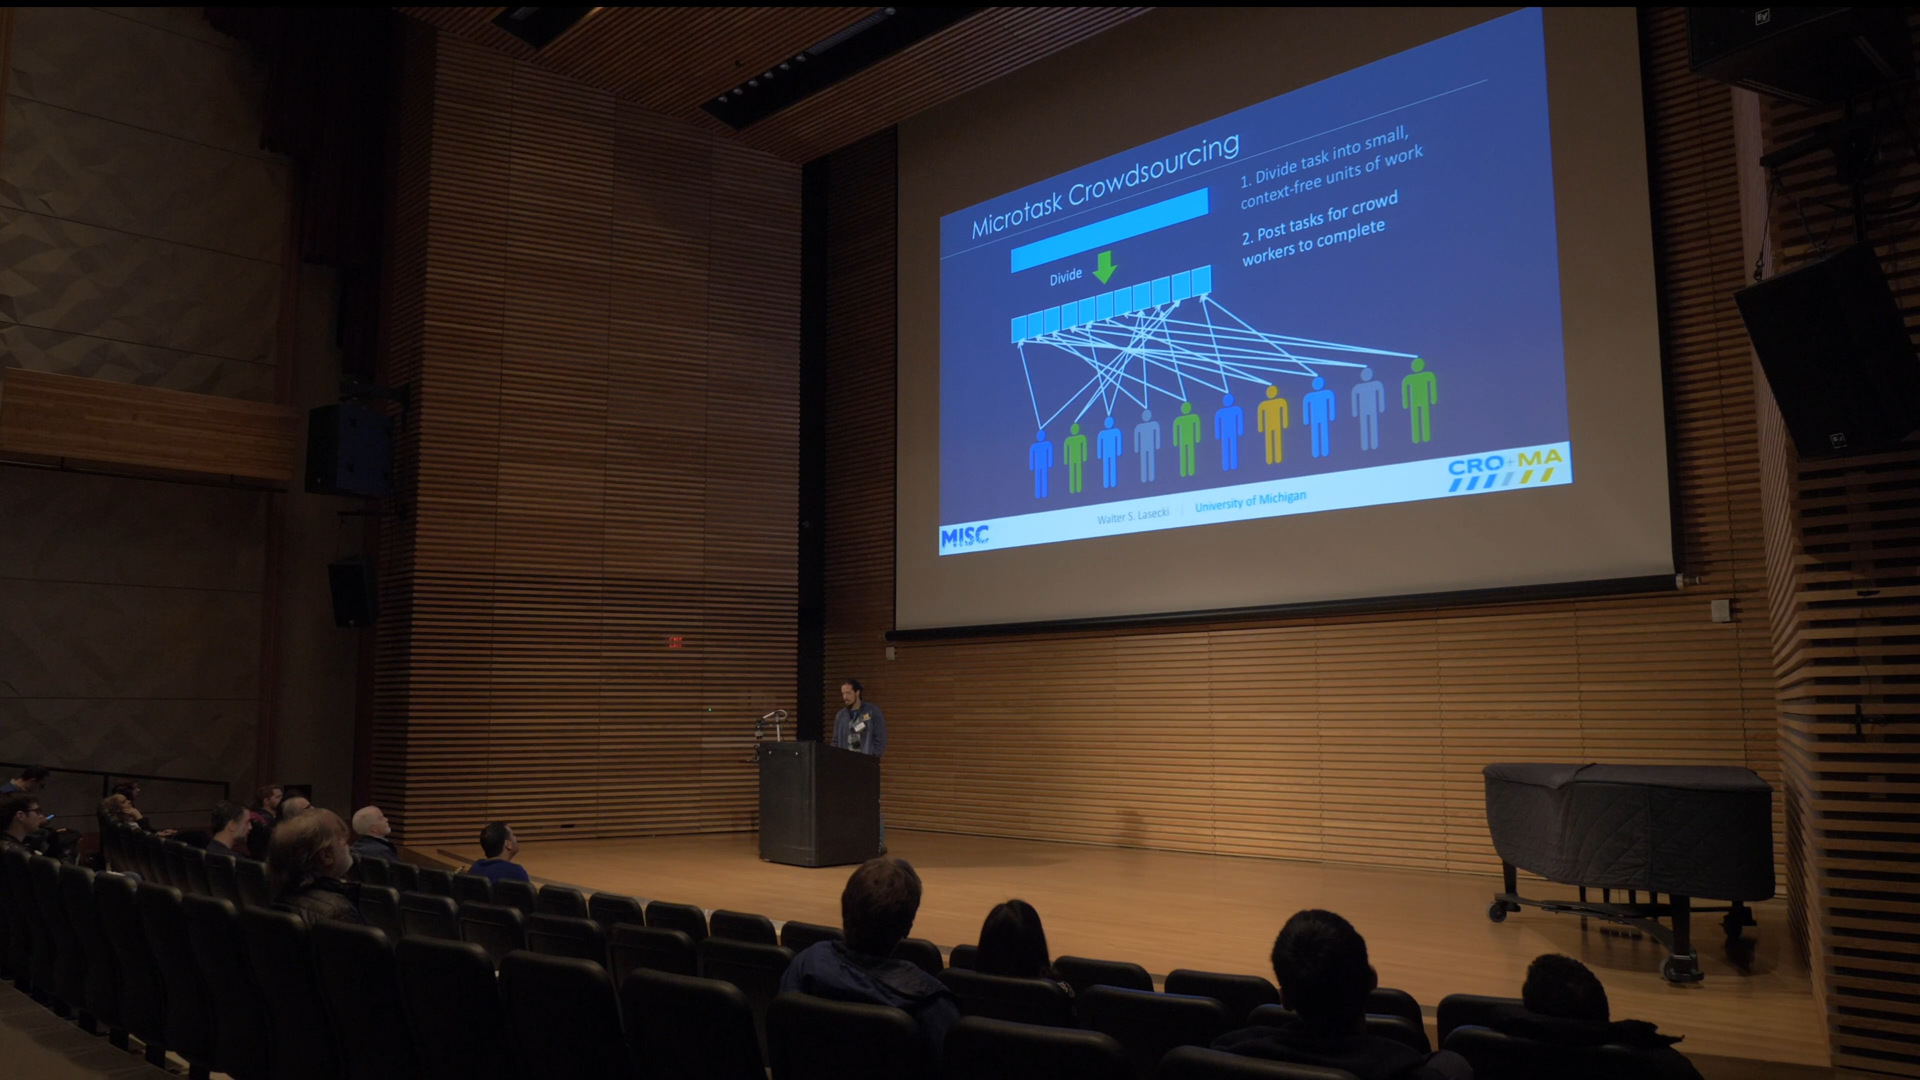 Microtask Crowdsourcing
1. Divide task into small,
context-free units of work
2. Post tasks for crowd
workers to complete
Divide
CRO+MA
Walter S. Lasecki | University of Michigan
MISC